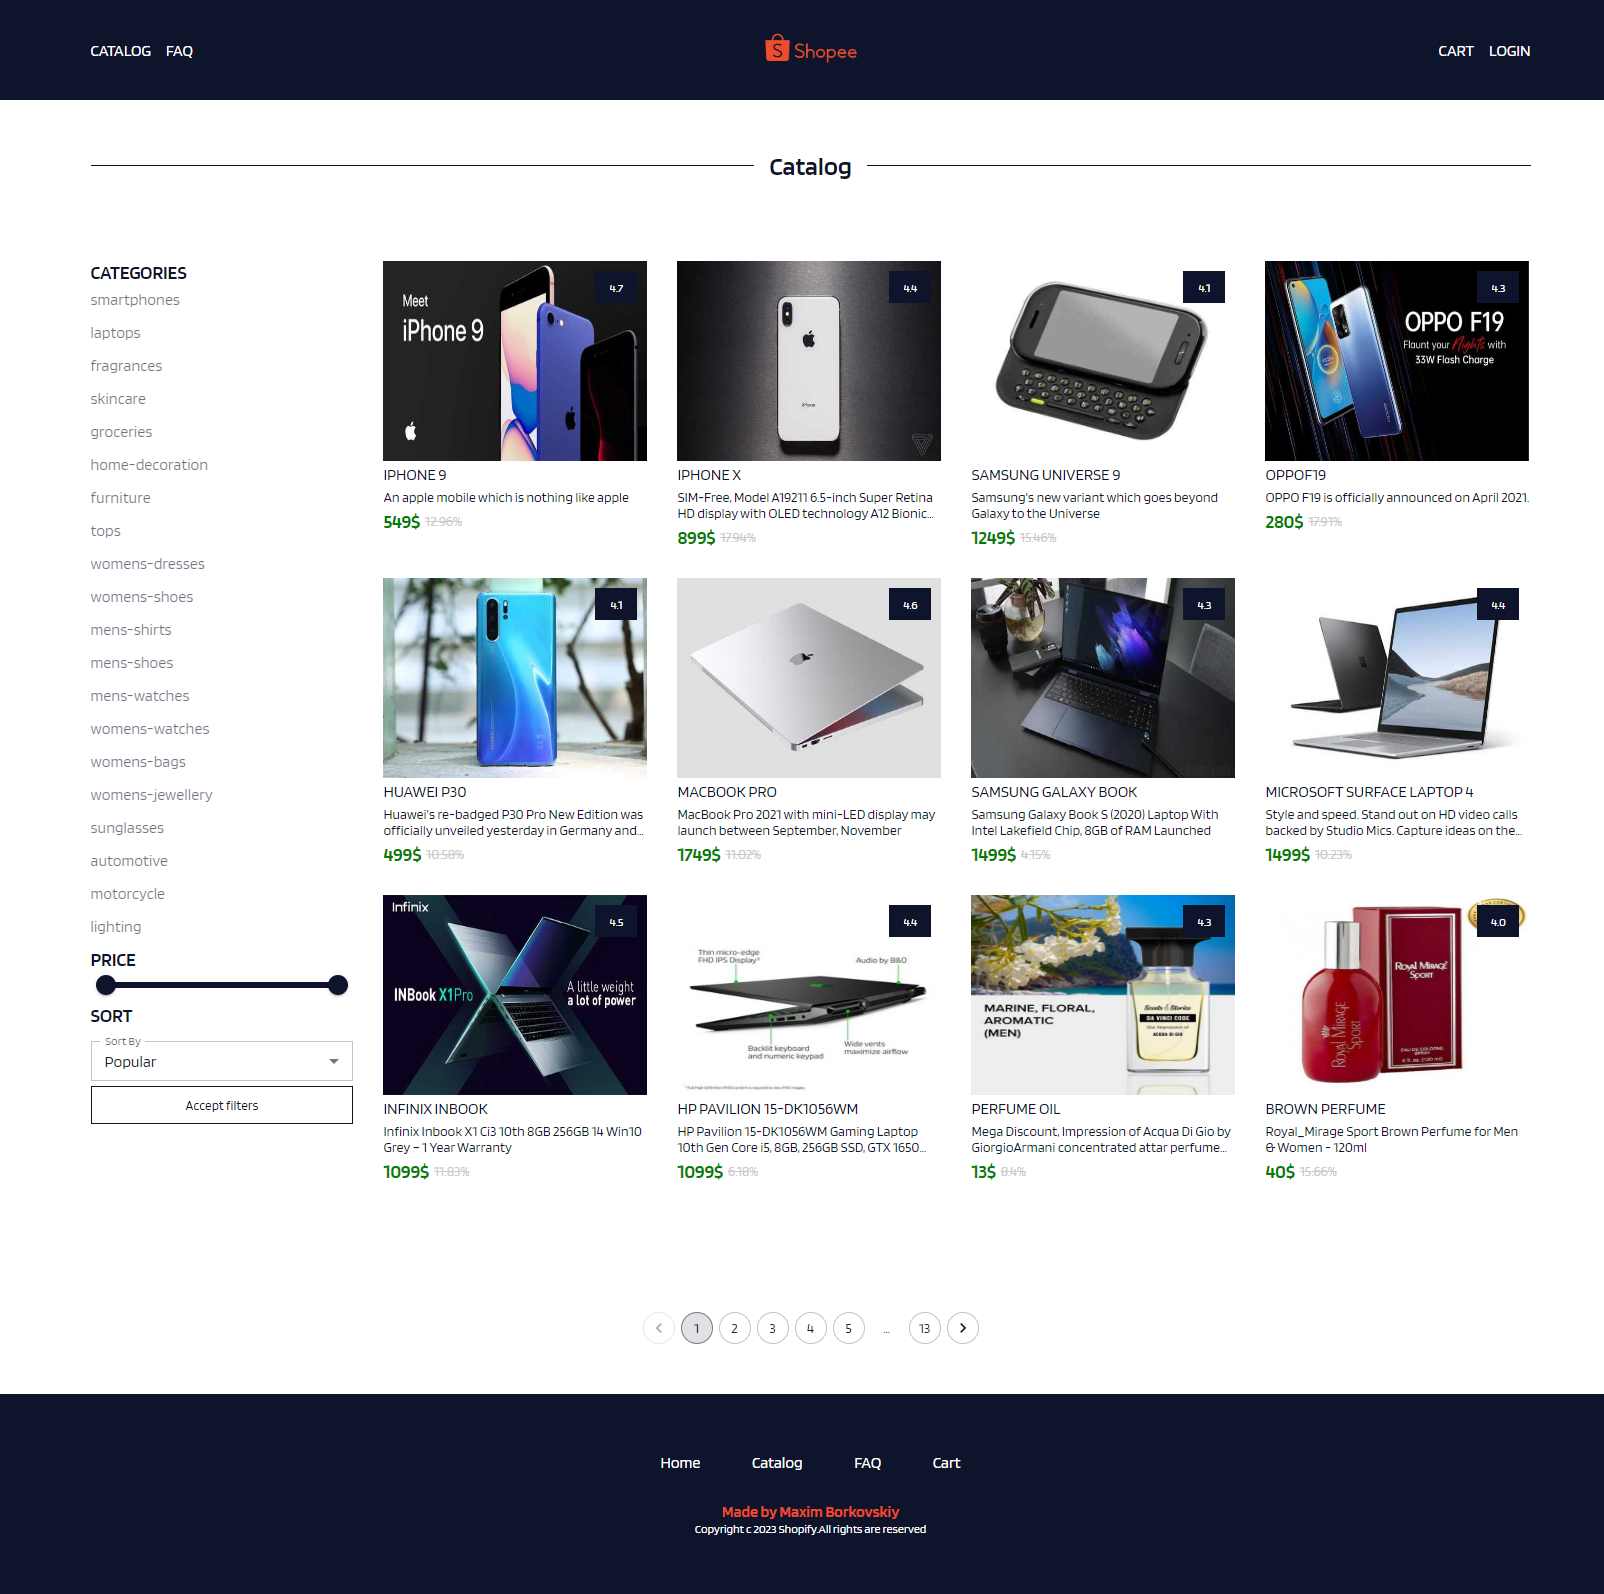 CATALOG FAQ
Shopee
CART LOGIN
Catalog
CATEGORIES
smartphones
laptops
fragrances
skincare
groceries
home-decoration
furniture
tops
womens-dresses
womens-shoes
mens-shirts
mens-shoes
mens-watches
womens-watches
womens-bags
womens-jewellery
sunglasses
automotive
motorcycle
lighting
PRICE
SORT
Sort By
Popular
Accept filters
4.7
Meet
iPhone 9
IPHONE 9
An apple mobile which is nothing like apple
549$ 12.96%
4.4
iPhone
IPHONE X
SIM-Free, Model A19211 6.5-inch Super Retina
HD display with OLED technology A12 Bionic...
899$ 17.94%
4.1
SAMSUNG UNIVERSE 9
Samsung's new variant which goes beyond
Galaxy to the Universe
1249$ 15.46%
4.3
OPPO F19
Flaunt your Nights with
33W Flash Charge
OPPOF19
OPPO F19 is officially announced on April 2021.
280$ 17.91%
4.1
HUAWEI P30
Huawei's re-badged P30 Pro New Edition was
officially unveiled yesterday in Germany and...
499$ 10.58%
4.6
MACBOOK PRO
MacBook Pro 2021 with mini-LED display may
launch between September, November
1749$ 11.02%
4.3
SAMSUNG GALAXY BOOK
Samsung Galaxy Book S (2020) Laptop With
Intel Lakefield Chip, 8GB of RAM Launched
1499$ 4.15%
4.4
MICROSOFT SURFACE LAPTOP 4
Style and speed. Stand out on HD video calls
backed by Studio Mics. Capture ideas on the...
1499$ 10.23%
Infinix
4.5
INBook X1Pro
A little weight
a lot of power
INFINIX INBOOK
Infinix Inbook X1 Ci3 10th 8GB 256GB 14 Win10
Grey – 1 Year Warranty
1099$ 11.83%
4.4
Thin micro-edge
FHD IPS Display
Audio by B&O
Backlit keyboard
and numeric keypad
Wide vents
maximize airflow
HP PAVILION 15-DK1056WM
HP Pavilion 15-DK1056WM Gaming Laptop
10th Gen Core i5, 8GB, 256GB SSD, GTX 1650...
1099$ 6.18%
4.3
MARINE, FLORAL,
AROMATIC
(MEN)
Scents & Stories
DA VINCI CODE
Our impression of
ACQUA DI GIO
PERFUME OIL
Mega Discount, Impression of Acqua Di Gio by
GiorgioArmani concentrated attar perfume...
13$ 8.4%
4.0
Royal Mirage
Sport
Royal Mirage
Sport
EAU DE COLOGNE
SPRAY
BROWN PERFUME
Royal_Mirage Sport Brown Perfume for Men
& Women - 120ml
40$ 15.66%
1 2 3 4 5 ... 13
Home Catalog FAQ Cart
Made by Maxim Borkovskiy
Copyright c 2023 Shopify.All rights are reserved